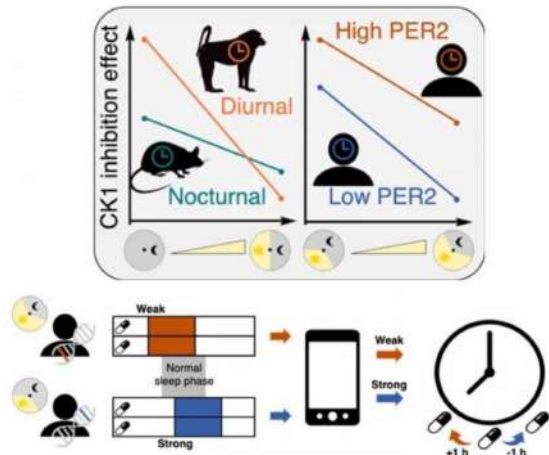 CK1 inhibition effect
Diurnal
Nocturnal
High PER2
Low PER2
Weak
Normal
sleep phase
Strong
Weak
Strong
+1 h
-1 h